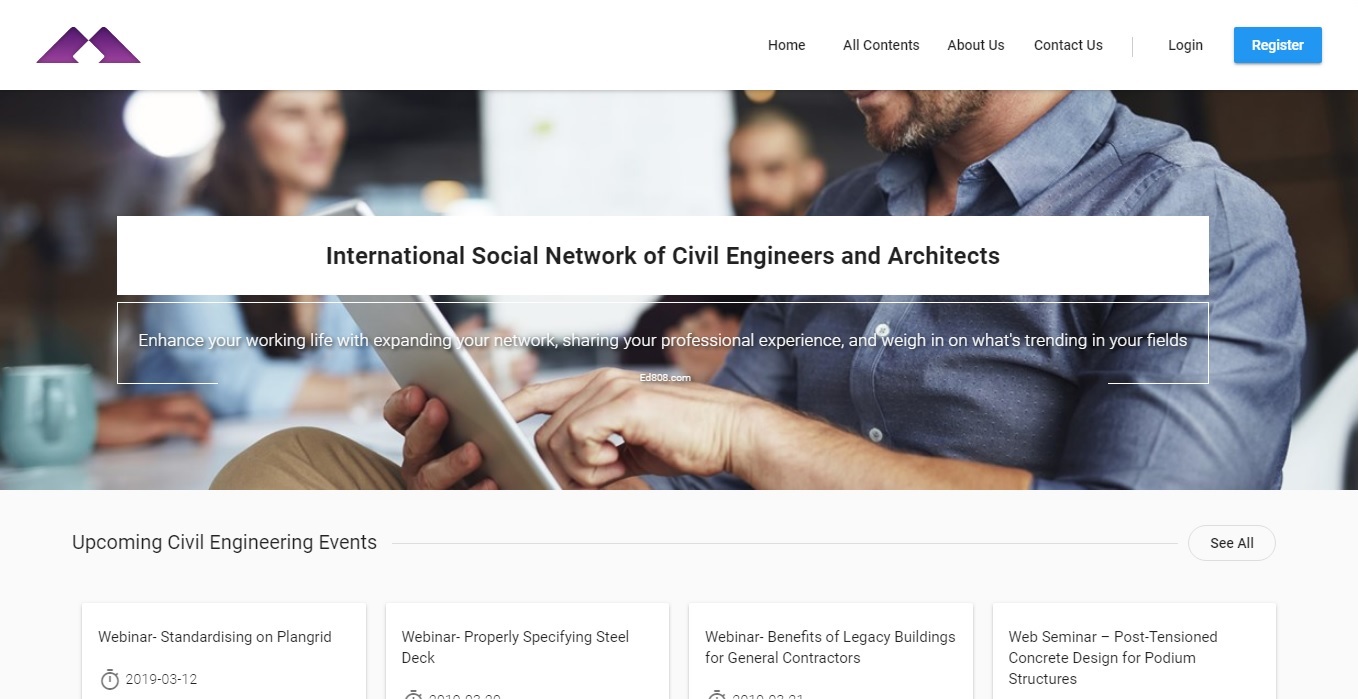 Home All Contents About Us Contact Us Login Register
International Social Network of Civil Engineers and Architects
Enhance your working life with expanding your network, sharing your professional experience, and weigh in on what's trending in your fields
Ed808.com
Upcoming Civil Engineering Events
See All
Webinar- Standardising on Plangrid
2019-03-12
Webinar- Properly Specifying Steel
Deck
Webinar- Benefits of Legacy Buildings
for General Contractors
2019-03-21
Web Seminar – Post-Tensioned
Concrete Design for Podium
Structures